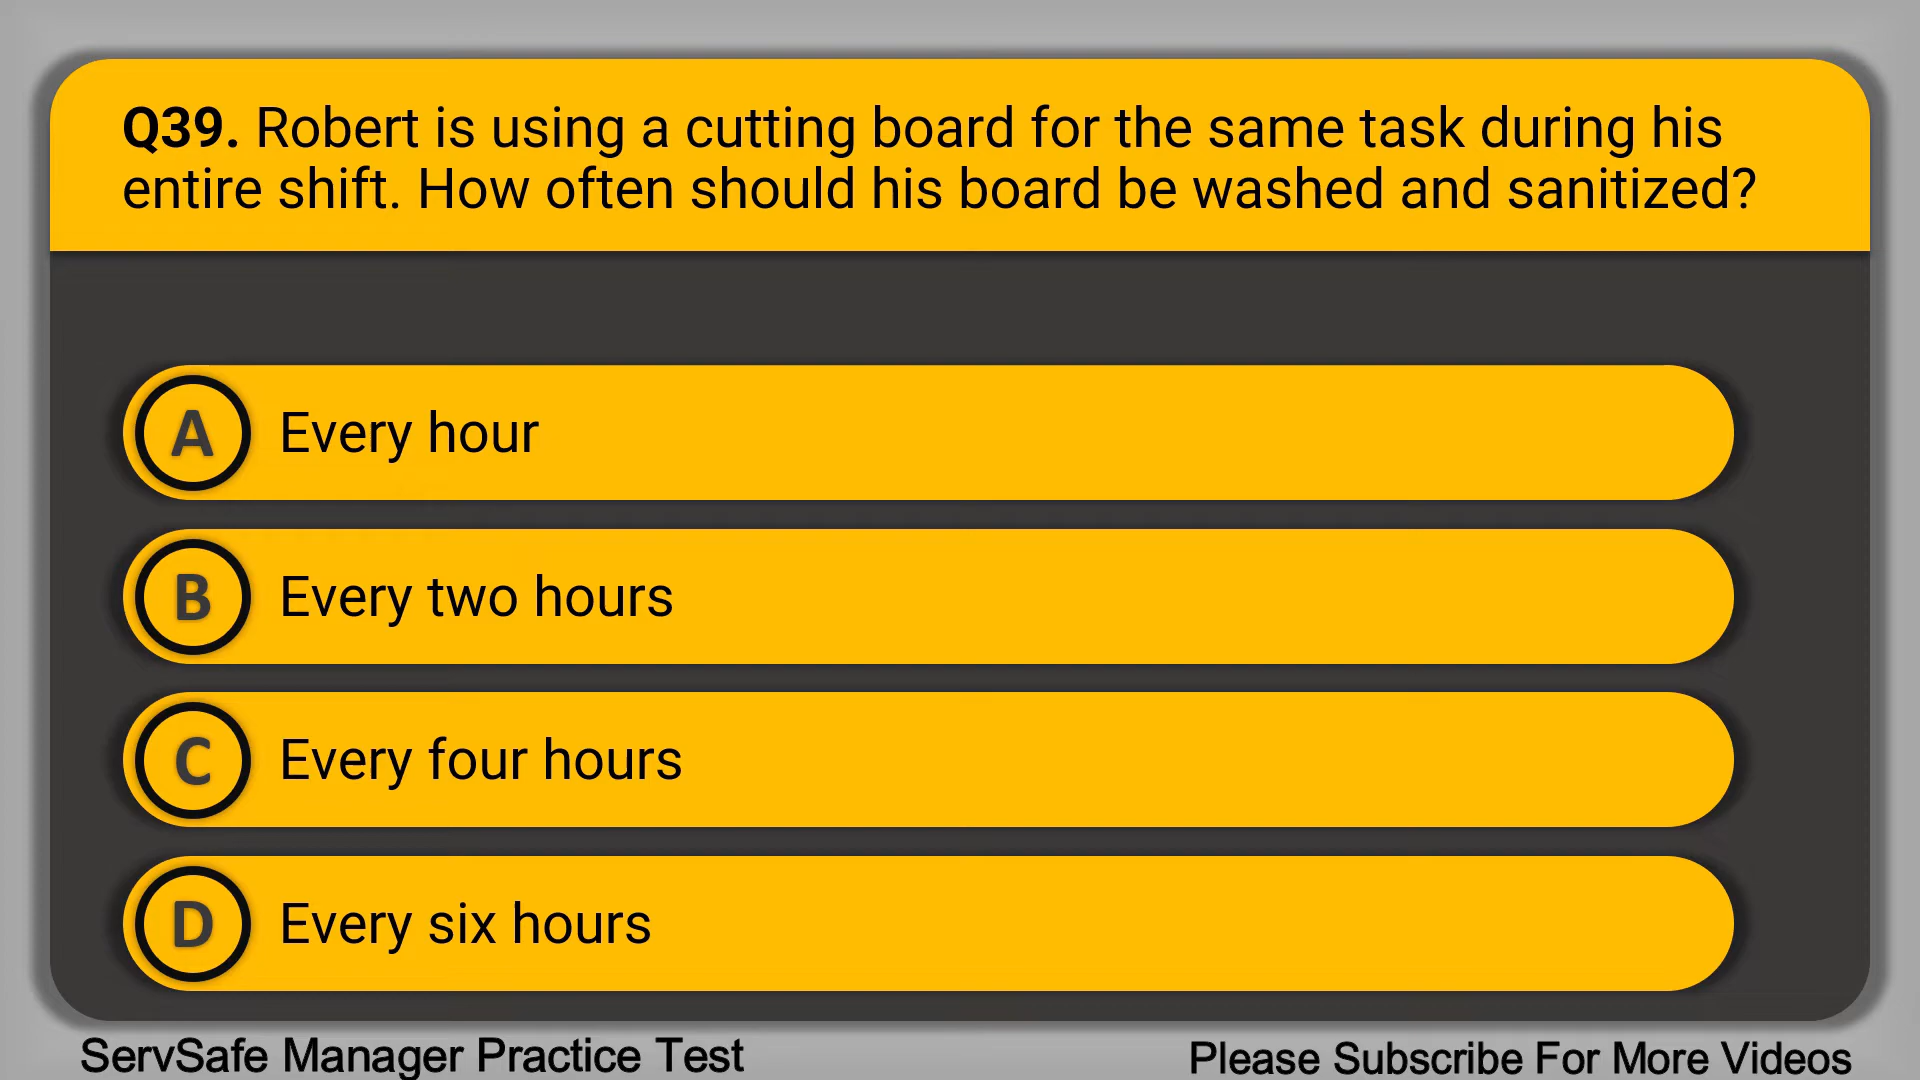 Q39. Robert is using a cutting board for the same task during his
entire shift. How often should his board be washed and sanitized?
A Every hour
B Every two hours
C Every four hours
D Every six hours
ServSafe Manager Practice Test
Please Subscribe For More Videos